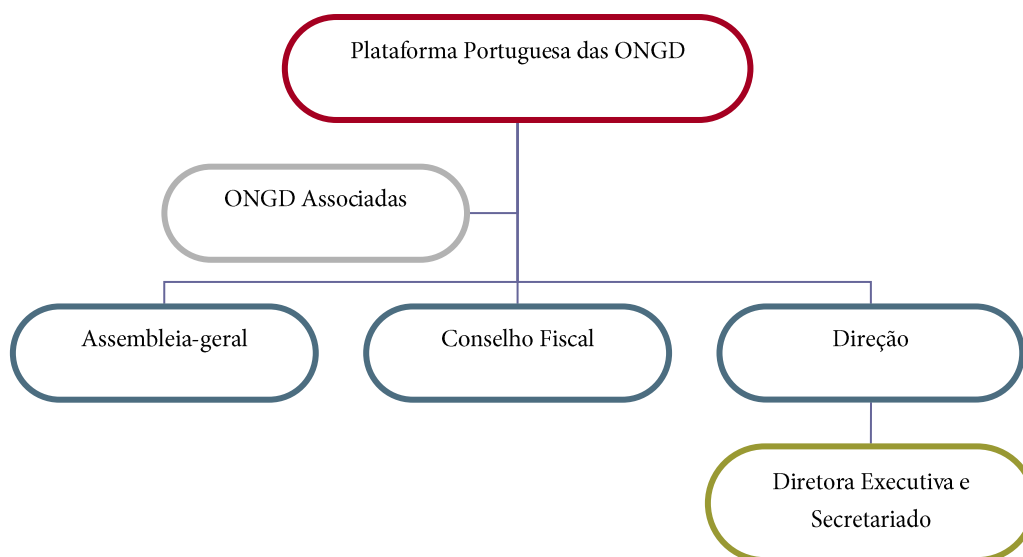 Plataforma Portuguesa das ONGD
ONGD Associadas
Assembleia-geral
Conselho Fiscal
Direção
Diretora Executiva e
Secretariado